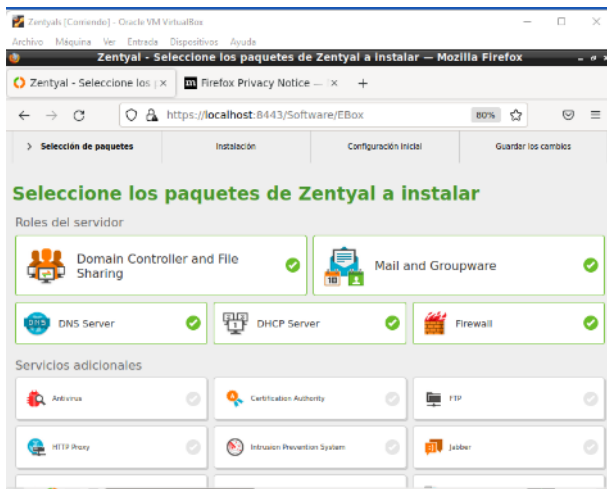 Zentyals [Corriendo] - Oracle VM VirtualBox
Archivo Máquina Ver Entrada Dispositivos Ayuda
Zentyal - Seleccione los paquetes de Zentyal a instalar — Mozilla Firefox
Zentyal - Seleccione los p
Firefox Privacy Notice —
https://localhost:8443/Software/EBox
80%
Selección de paquetes
Instalación
Configuración inicial
Guardar los cambios
Seleccione los paquetes de Zentyal a instalar
Roles del servidor
Domain Controller and File
Sharing
Mail and Groupware
DNS Server
DHCP Server
Firewall
Servicios adicionales
Antivirus
Certification Authority
FTP
HTTP Proxy
Intrusion Prevention System
Jabber